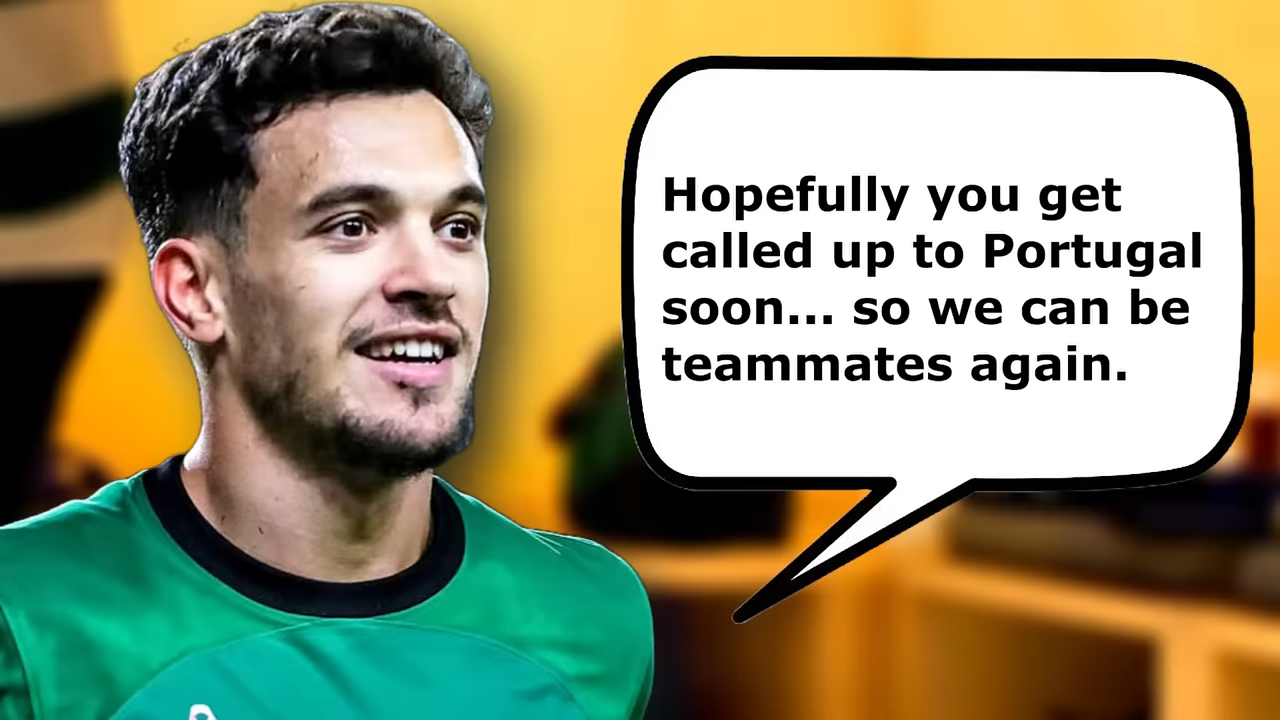 Hopefully you get
called up to Portugal
soon... so we can be
teammates again.